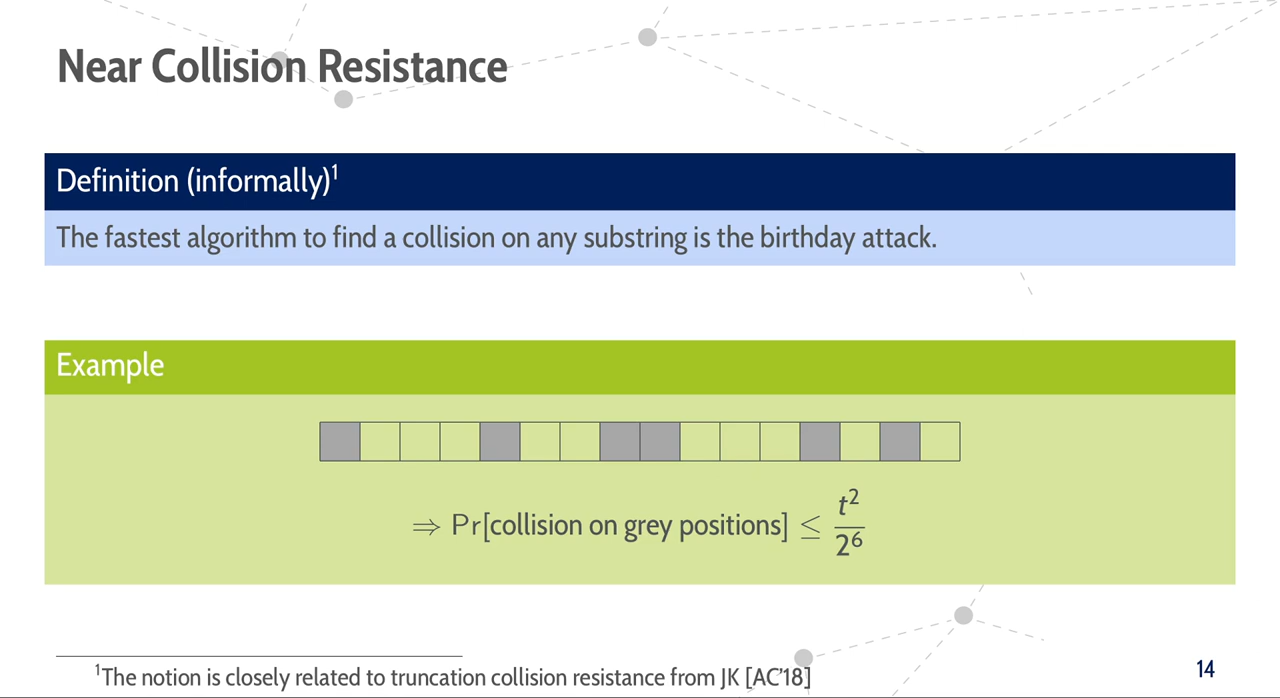 Near Collision Resistance
Definition (informally)¹
The fastest algorithm to find a collision on any substring is the birthday attack.
Example
⇒ Pr[collision on grey positions] ≤ t²/2⁶
¹The notion is closely related to truncation collision resistance from JK [AC'18]
14